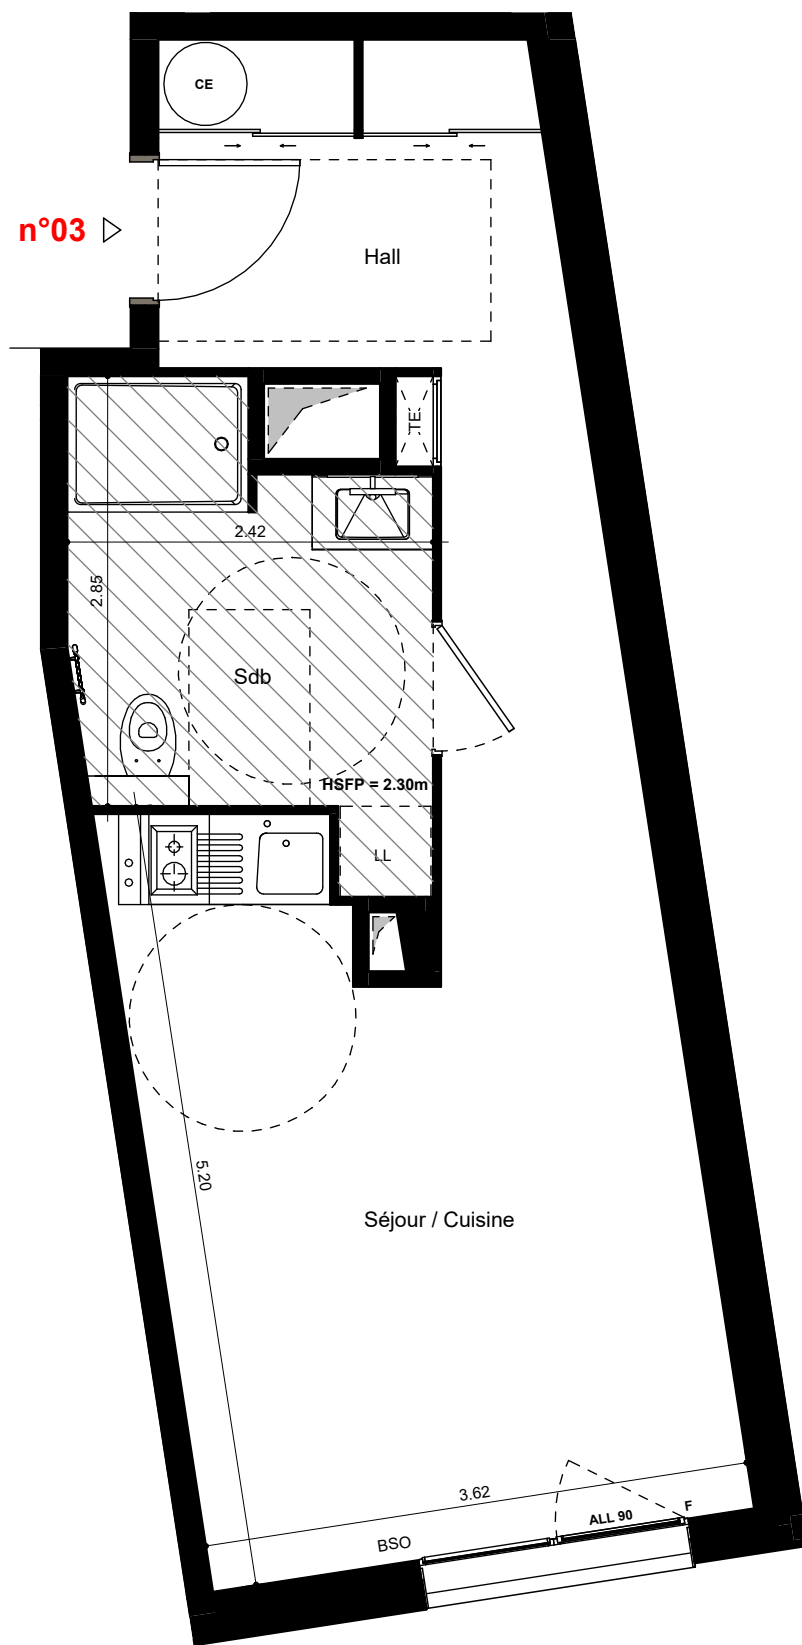 CE
n°03
Hall
TE
2.42
2.85
Sdb
HSFP = 2.30m
LL
5.20
Séjour / Cuisine
3.62
F
ALL 90
BSO